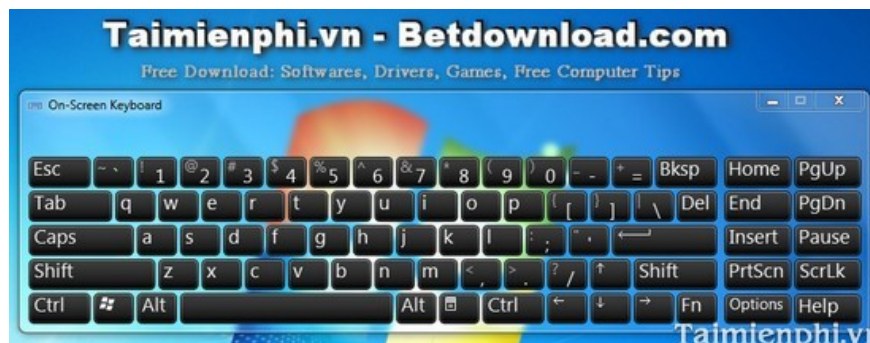 Taimienphi.vn - Betdownload.com
Free Download: Softwares, Drivers, Games, Free Computer Tips
On-Screen Keyboard
Esc ~ ` ! 1 @ 2 # 3 $ 4 % 5 ^ 6 & 7 * 8 ( 9 ) 0 _ - + = Bksp Home PgUp
Tab q w e r t y u i o p { [ } ] | \ Del End PgDn
Caps a s d f g h j k l : ; " ' Insert Pause
Shift z x c v b n m < , > . ? / ↑ Shift PrtScn ScrLk
Ctrl Alt Alt Ctrl ← ↓ → Fn Options Help
Taimienphi.vn